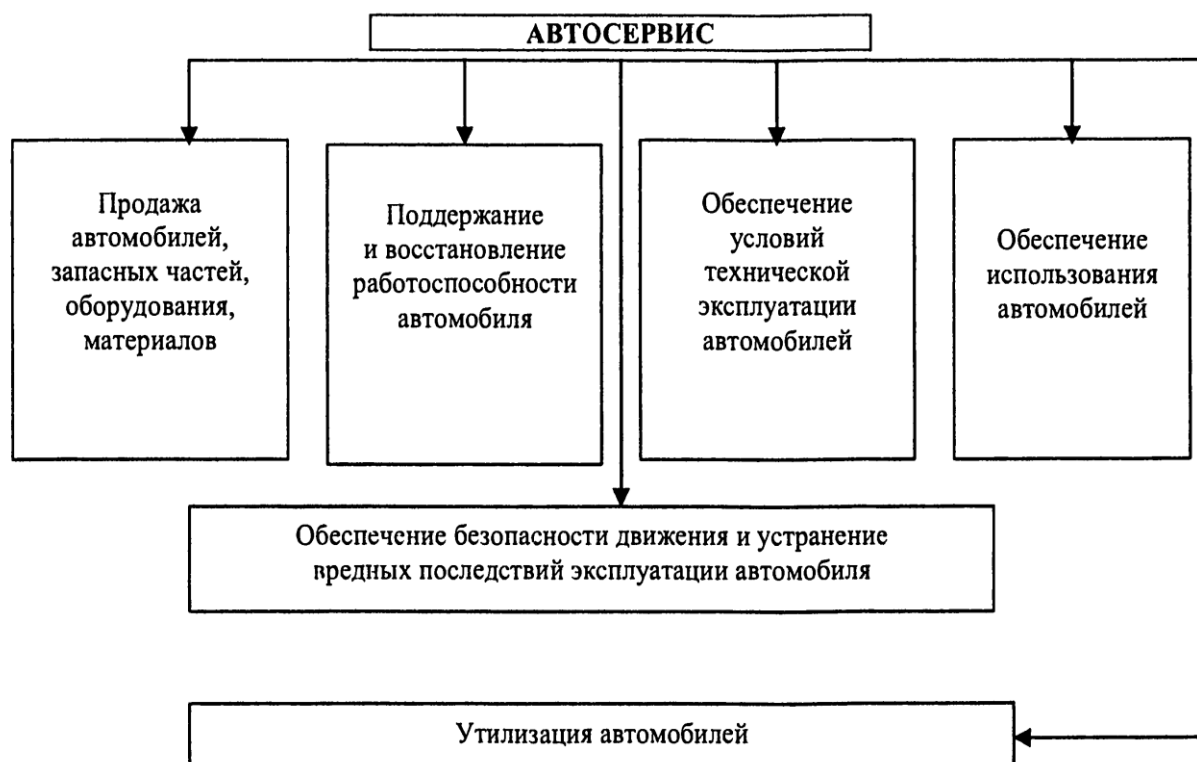 АВТОСЕРВИС
Продажа
автомобилей,
запасных частей,
оборудования,
материалов
Поддержание
и восстановление
работоспособности
автомобиля
Обеспечение
условий
технической
эксплуатации
автомобилей
Обеспечение
использования
автомобилей
Обеспечение безопасности движения и устранение
вредных последствий эксплуатации автомобиля
Утилизация автомобилей